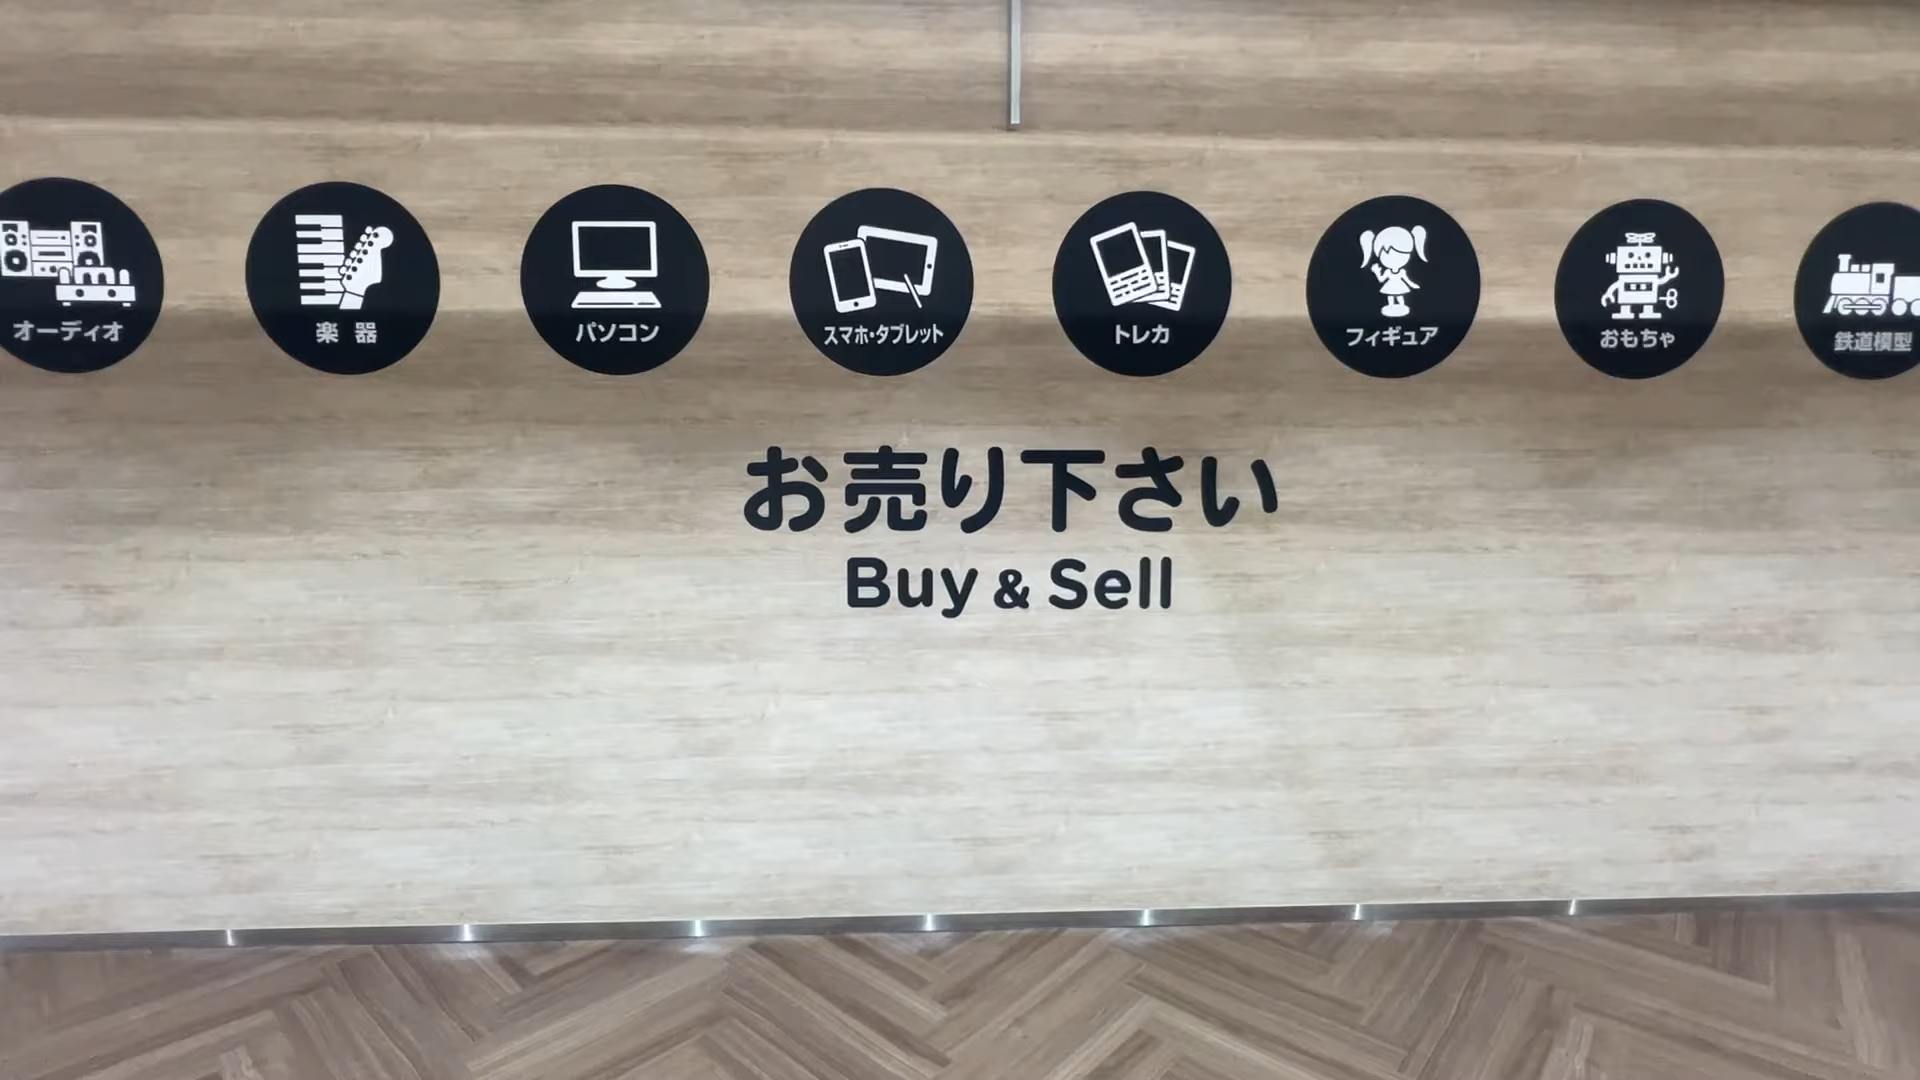 オーディオ
楽器
パソコン
スマホ・タブレット
トレカ
フィギュア
おもちゃ
鉄道模型
お売り下さい
Buy & Sell